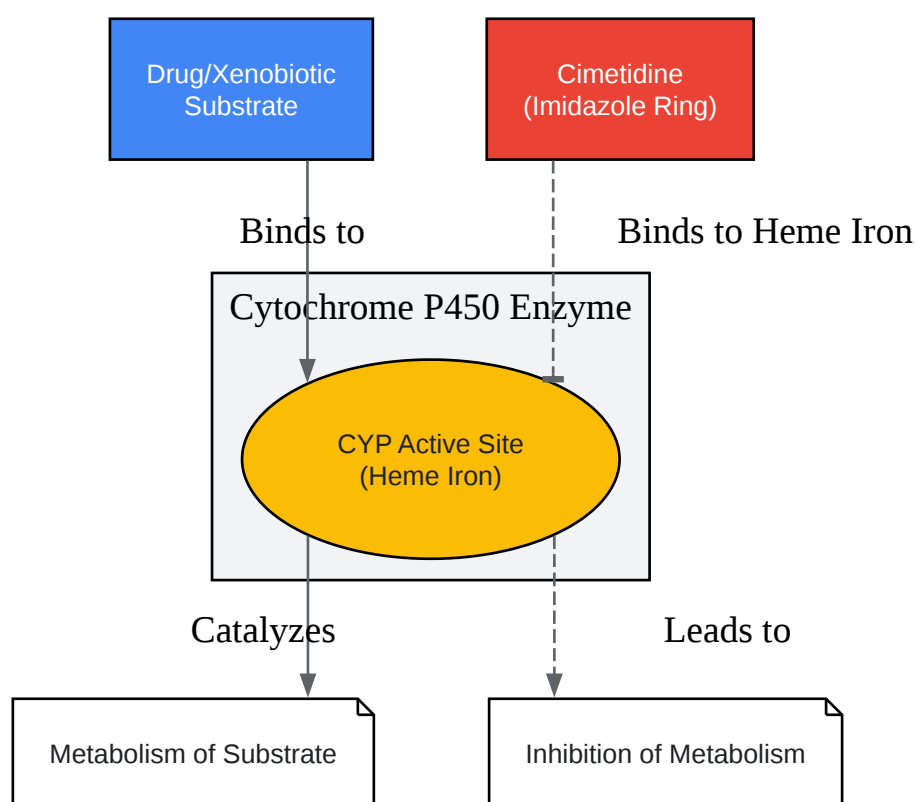 Drug/Xenobiotic
Substrate
Cimetidine
(Imidazole Ring)
Binds to
Binds to Heme Iron
Cytochrome P450 Enzyme
CYP Active Site
(Heme Iron)
Catalyzes
Leads to
Metabolism of Substrate
Inhibition of Metabolism